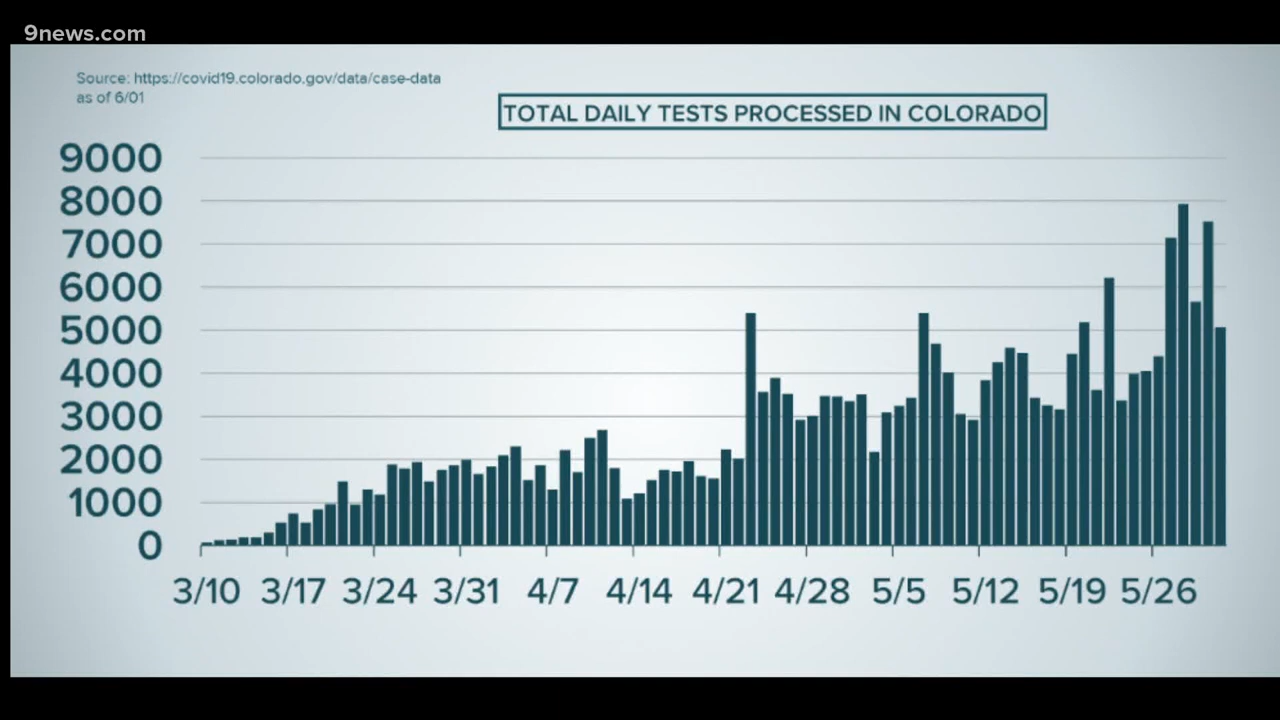 9news.com
Source: https://covid19.colorado.gov/data/case-data
as of 6/01
TOTAL DAILY TESTS PROCESSED IN COLORADO
9000
8000
7000
6000
5000
4000
3000
2000
1000
0
3/10 3/17 3/24 3/31 4/7 4/14 4/21 4/28 5/5 5/12 5/19 5/26